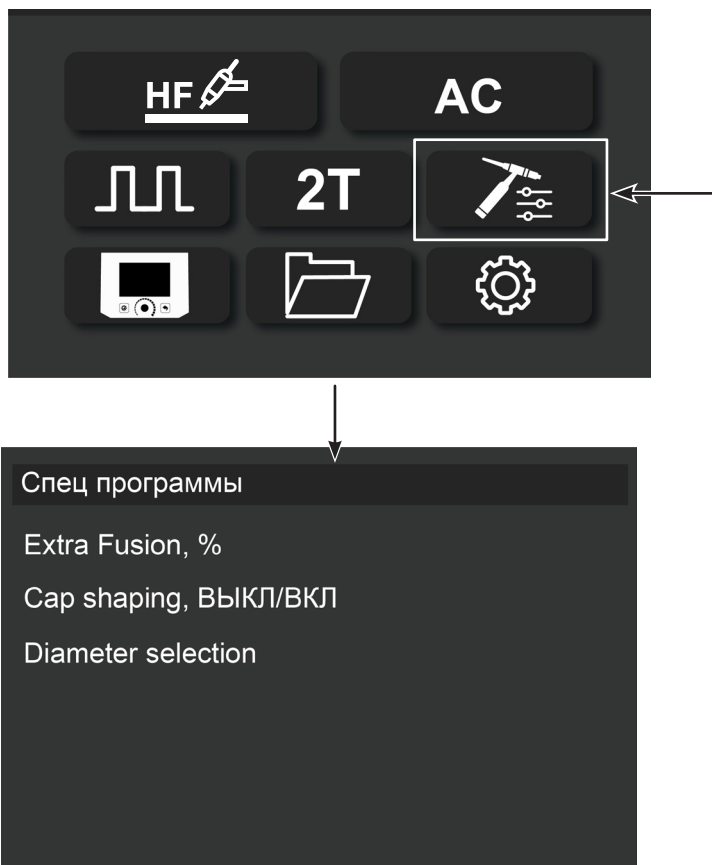 HF
AC
2T
Спец программы
Extra Fusion, %
Cap shaping, ВЫКЛ/ВКЛ
Diameter selection